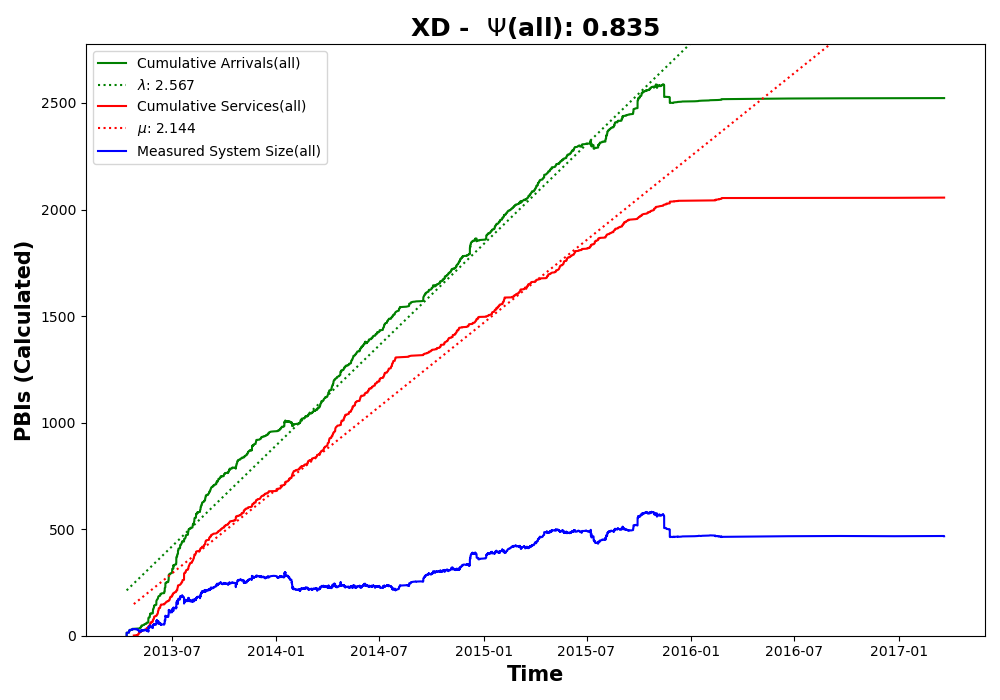 XD - Ψ(all): 0.835
Cumulative Arrivals(all)
λ: 2.567
Cumulative Services(all)
μ: 2.144
Measured System Size(all)
PBIs (Calculated)
2500
2000
1500
1000
500
0
2013-07 2014-01 2014-07 2015-01 2015-07 2016-01 2016-07 2017-01
Time